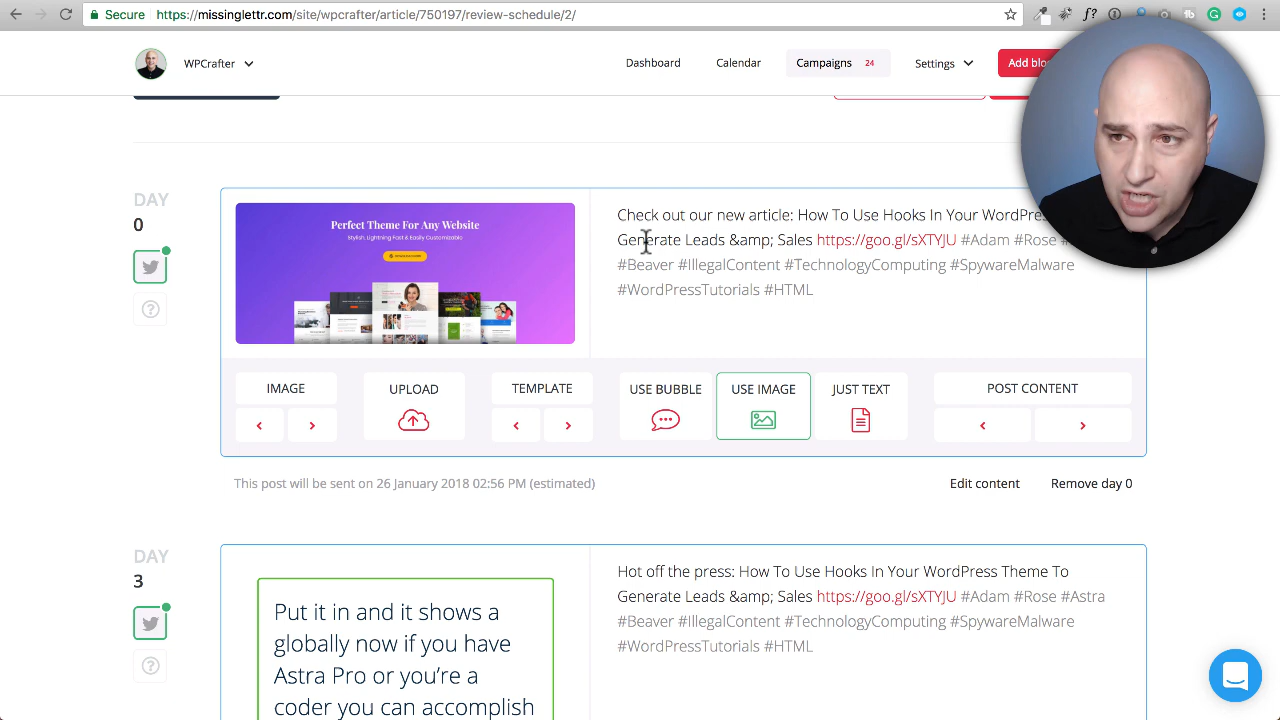 Secure https://missinglettr.com/site/wpcrafter/article/750197/review-schedule/2/
WPCrafter
Dashboard
Calendar
Campaigns 24
Settings
Add
DAY
0
Perfect Theme For Any Website
Stylish, Lightning Fast & Easily Customizable
Check out our new article: How To Use Hooks In Your
Generate Leads &amp; Sales https://goo.gl/sXTYJU #Adam #Rose
#Beaver #IllegalContent #TechnologyComputing #SpywareMalware
#WordPressTutorials #HTML
IMAGE
UPLOAD
TEMPLATE
USE BUBBLE
USE IMAGE
JUST TEXT
POST CONTENT
This post will be sent on 26 January 2018 02:56 PM (estimated)
Edit content
Remove day 0
DAY
3
Put it in and it shows a
globally now if you have
Astra Pro or you're a
coder you can accomplish
Hot off the press: How To Use Hooks In Your WordPress Theme To
Generate Leads &amp; Sales https://goo.gl/sXTYJU #Adam #Rose #Astra
#Beaver #IllegalContent #TechnologyComputing #SpywareMalware
#WordPressTutorials #HTML